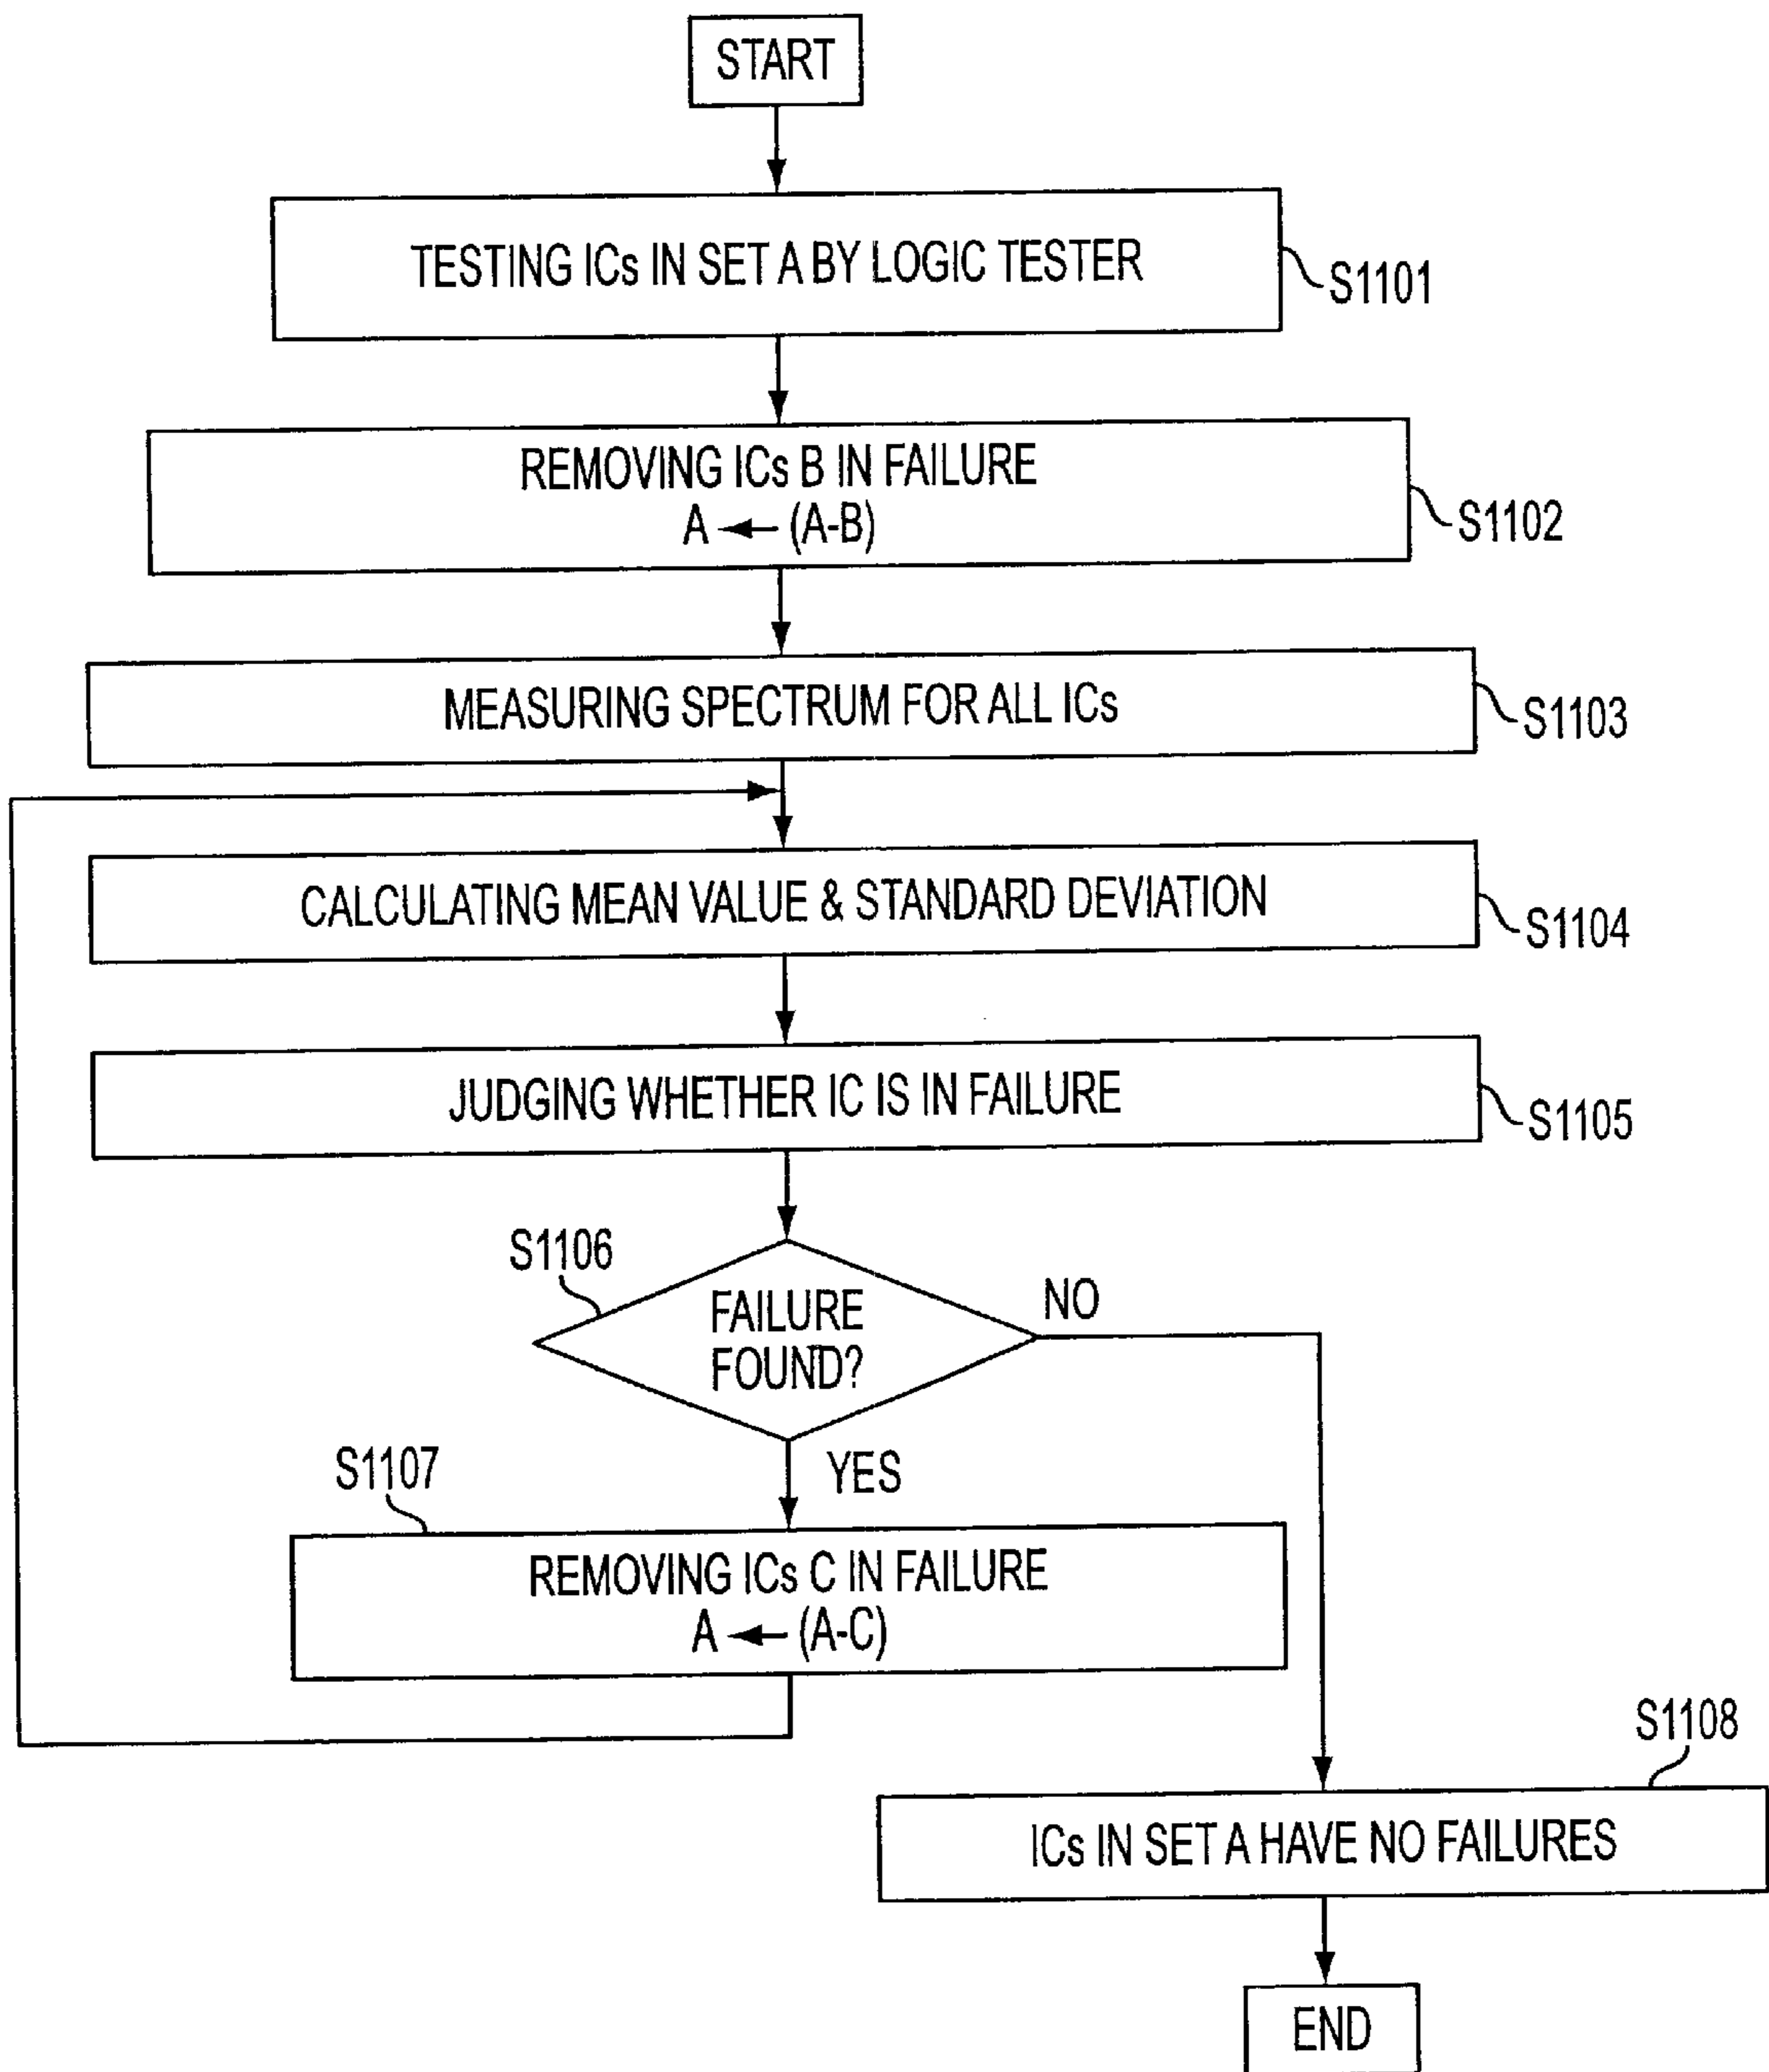 START
TESTING ICs IN SET A BY LOGIC TESTER
S1101
REMOVING ICs B IN FAILURE
A ← (A-B)
S1102
MEASURING SPECTRUM FOR ALL ICs
S1103
CALCULATING MEAN VALUE & STANDARD DEVIATION
S1104
JUDGING WHETHER IC IS IN FAILURE
S1105
S1106
FAILURE
FOUND?
NO
YES
S1107
REMOVING ICs C IN FAILURE
A ← (A-C)
S1108
ICs IN SET A HAVE NO FAILURES
END